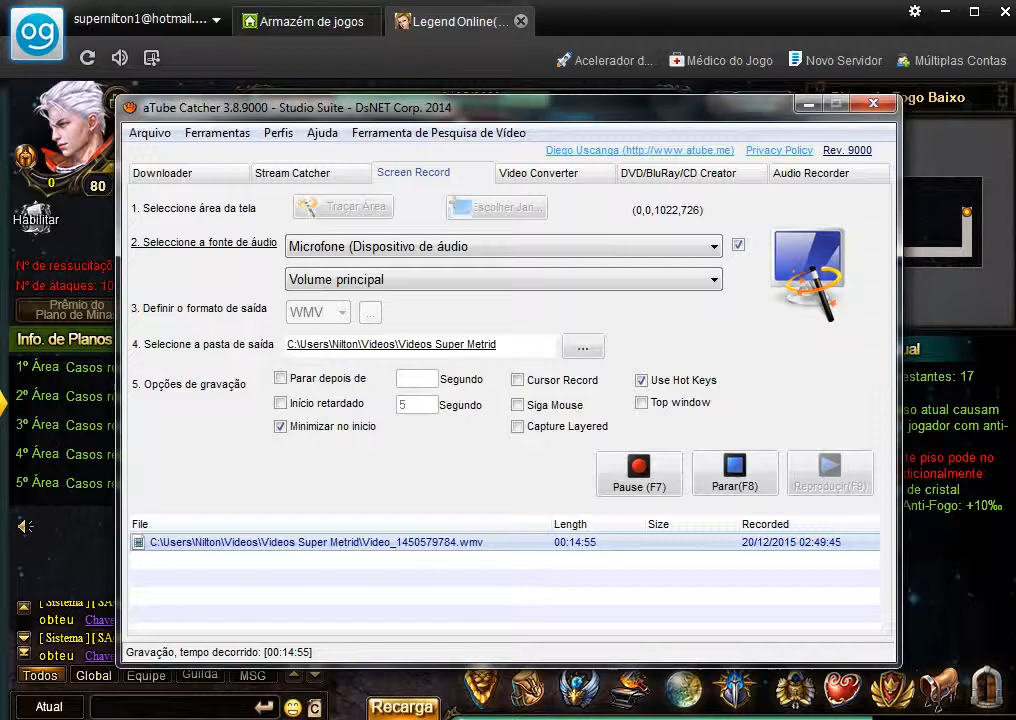 og
supernilton1@hotmail....
Armazém de jogos
Legend Online(...
Acelerador d...
Médico do Jogo
Novo Servidor
Múltiplas Contas
aTube Catcher 3.8.9000 - Studio Suite - DsNET Corp. 2014
ogo Baixo
Arquivo Ferramentas Perfis Ajuda Ferramenta de Pesquisa de Vídeo
Diego Uscanga (http://www.atube.me) Privacy Policy Rev. 9000
Downloader Stream Catcher Screen Record Video Converter DVD/BluRay/CD Creator Audio Recorder
0
80
Habilitar
1. Seleccione área da tela
Traçar Área
Escolher Jan...
(0,0,1022,726)
2. Seleccione a fonte de áudio
Microfone (Dispositivo de áudio
Volume principal
Nº de ressucitaçõ
Nº de ataques: 10
Prêmio do
Plano de Mina
3. Definir o formato de saída
WMV
...
Info. de Planos
4. Selecione a pasta de saída
C:\Users\Nilton\Videos\Videos Super Metrid
...
ual
1º Área Casos re
2º Área Casos re
3º Área Casos re
4º Área Casos re
5º Área Casos re
5. Opções de gravação
Parar depois de
Segundo
Cursor Record
Use Hot Keys
Início retardado
5
Segundo
Siga Mouse
Top window
Minimizar no inicio
Capture Layered
estantes: 17
so atual causam
jogador com anti-
te piso pode no
dicionalmente
de cristal
Anti-Fogo: +10‰
Pause (F7)
Parar(F8)
Reproducir(F9)
File Length Size Recorded
C:\Users\Nilton\Videos\Videos Super Metrid\Video_1450579784.wmv 00:14:55 20/12/2015 02:49:45
[ Sistema ] [ SA
obteu Chave
[ Sistema ] [ SA
obteu Chave
Gravação, tempo decorrido: [00:14:55]
Todos Global Equipe Guilda MSG
Atual
Recarga